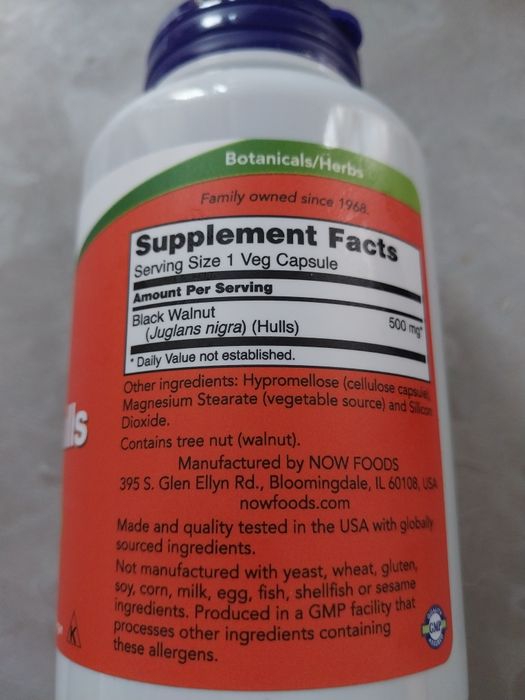 Botanicals/Herbs
Family owned since 1968.
Supplement Facts
Serving Size 1 Veg Capsule
Amount Per Serving
Black Walnut
(Juglans nigra) (Hulls) 500 mg*
* Daily Value not established.
Other ingredients: Hypromellose (cellulose capsule),
Magnesium Stearate (vegetable source) and Silicon
Dioxide.
Contains tree nut (walnut).
Manufactured by NOW FOODS
395 S. Glen Ellyn Rd., Bloomingdale, IL 60108, USA
nowfoods.com
Made and quality tested in the USA with globally
sourced ingredients.
Not manufactured with yeast, wheat, gluten,
soy, corn, milk, egg, fish, shellfish or sesame
ingredients. Produced in a GMP facility that
processes other ingredients containing
these allergens.
lls
K
GMP